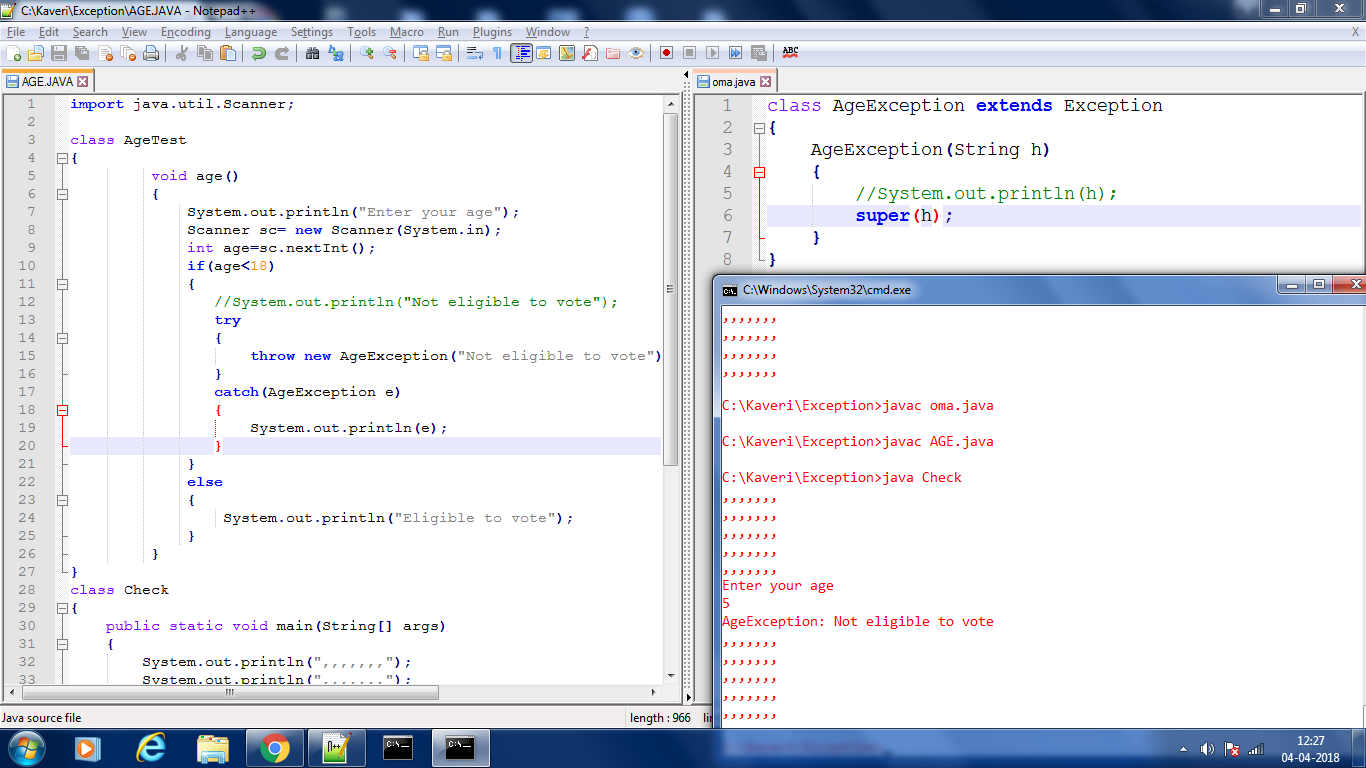 C:\Kaveri\Exception\AGE.JAVA - Notepad++
File Edit Search View Encoding Language Settings Tools Macro Run Plugins Window ? X
AGE.JAVA
1 import java.util.Scanner;
2
3 class AgeTest
4 {
5 void age()
6 {
7 System.out.println("Enter your age");
8 Scanner sc= new Scanner(System.in);
9 int age=sc.nextInt();
10 if(age<18)
11 {
12 //System.out.println("Not eligible to vote");
13 try
14 {
15 throw new AgeException("Not eligible to vote")
16 }
17 catch(AgeException e)
18 {
19 System.out.println(e);
20 }
21 }
22 else
23 {
24 System.out.println("Eligible to vote");
25 }
26 }
27 }
28 class Check
29 {
30 public static void main(String[] args)
31 {
32 System.out.println(",,,,,,,");
33 System.out.println(",,,,,,,");
oma.java
1 class AgeException extends Exception
2 {
3 AgeException(String h)
4 {
5 //System.out.println(h);
6 super(h);
7 }
8 }
C:\Windows\System32\cmd.exe
,,,,,,,
,,,,,,,
,,,,,,,
,,,,,,,
C:\Kaveri\Exception>javac oma.java
C:\Kaveri\Exception>javac AGE.java
C:\Kaveri\Exception>java Check
,,,,,,,
,,,,,,,
,,,,,,,
,,,,,,,
,,,,,,,
Enter your age
5
AgeException: Not eligible to vote
,,,,,,,
,,,,,,,
,,,,,,,
,,,,,,,
,,,,,,,
Java source file length : 966
12:27
04-04-2018